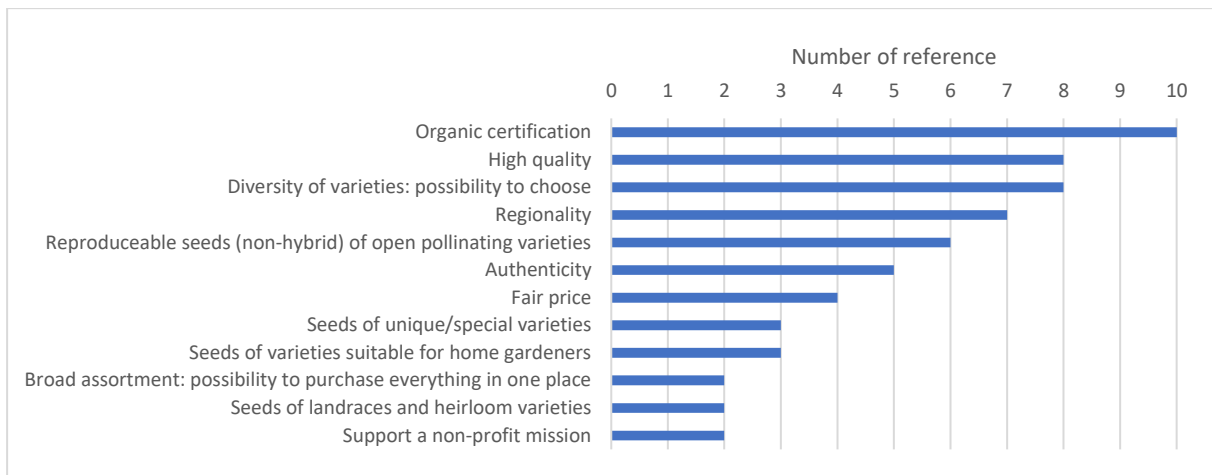 Number of reference
0 1 2 3 4 5 6 7 8 9 10
Organic certification
High quality
Diversity of varieties: possibility to choose
Regionality
Reproduceable seeds (non-hybrid) of open pollinating varieties
Authenticity
Fair price
Seeds of unique/special varieties
Seeds of varieties suitable for home gardeners
Broad assortment: possibility to purchase everything in one place
Seeds of landraces and heirloom varieties
Support a non-profit mission